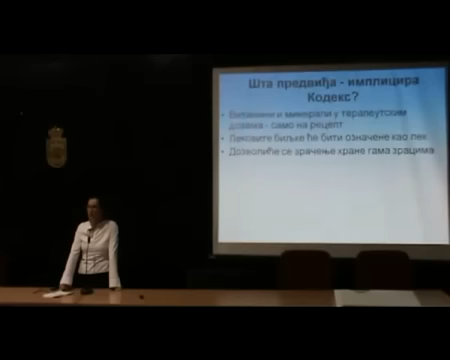 Шта предвиђа - имплицира
Кодекс?
• Витамини и минерали у терапеутским
дозама - само на рецепт
• Лековите биљке ће бити означене као лек
• Дозволиће се зрачење хране гама зрацима